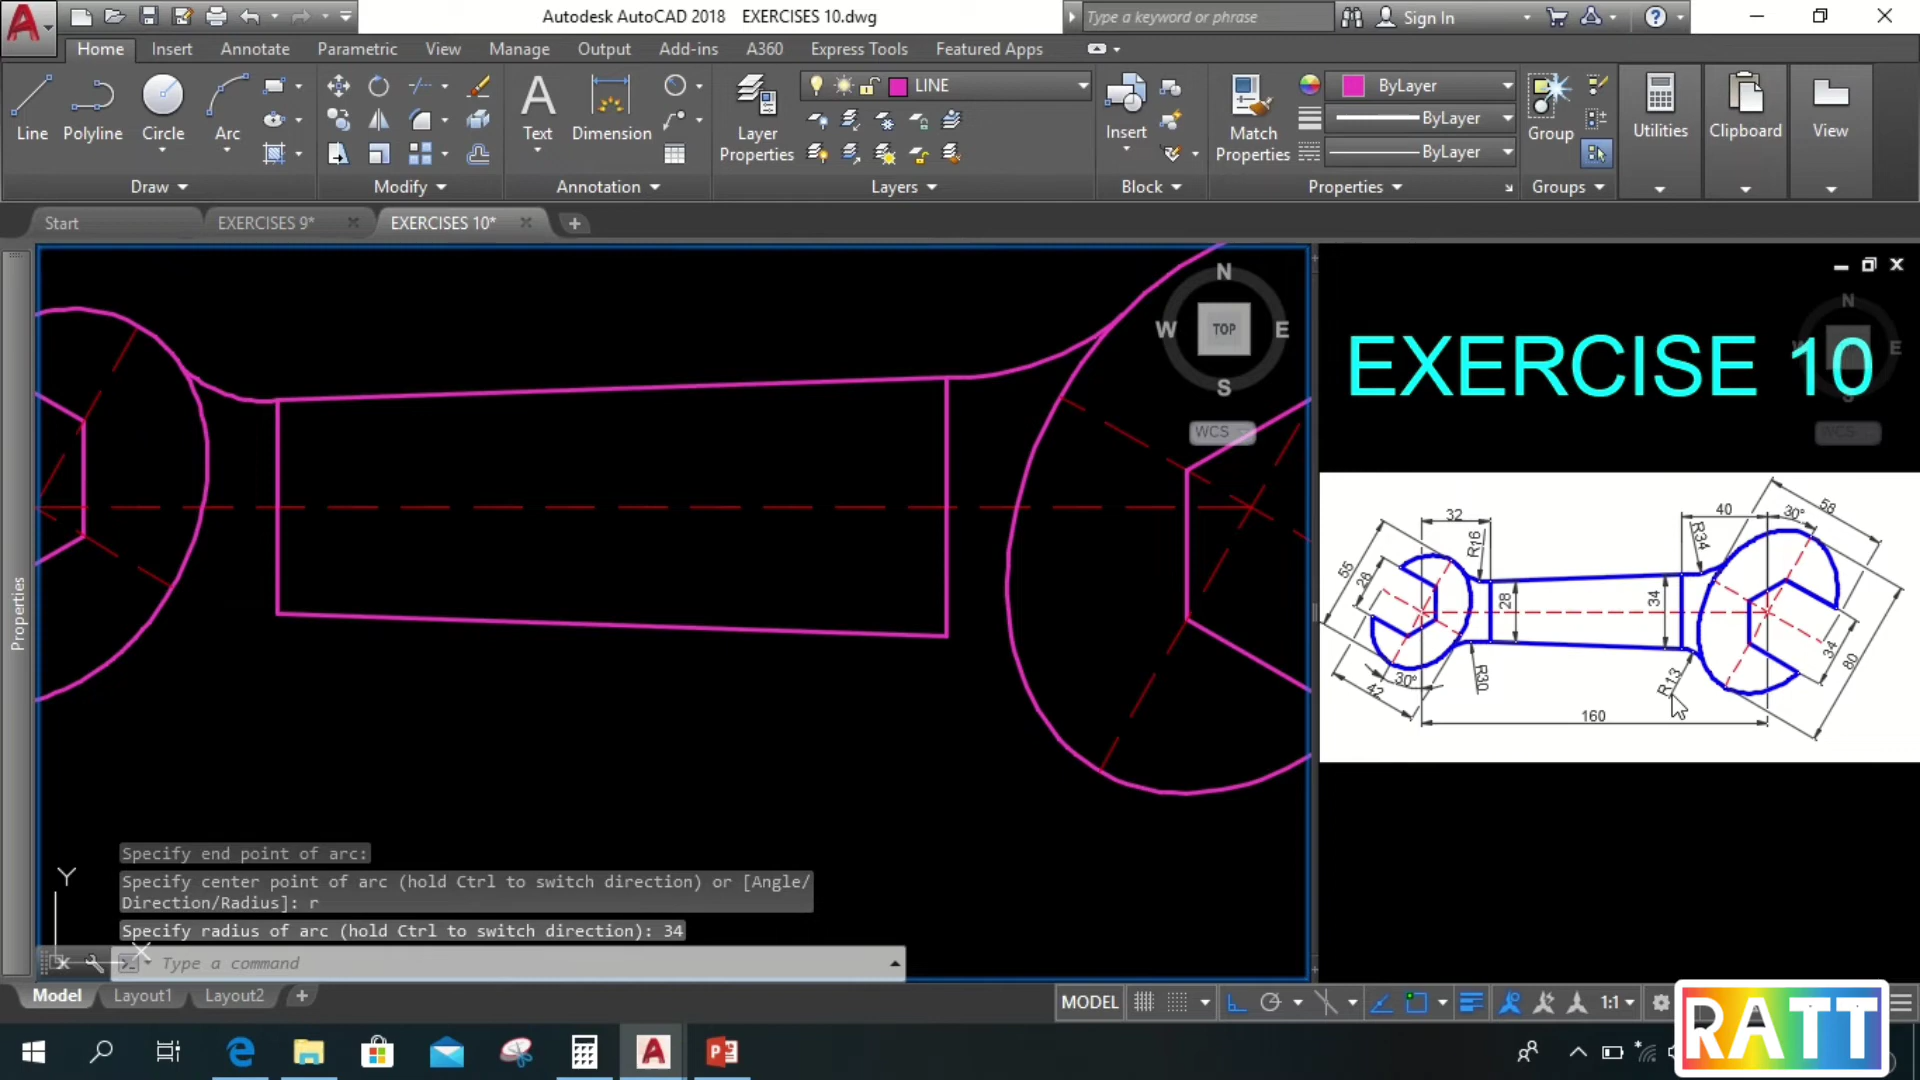 Autodesk AutoCAD 2018 EXERCISES 10.dwg
Type a keyword or phrase
Sign In
Home Insert Annotate Parametric View Manage Output Add-ins A360 Express Tools Featured Apps
Line Polyline Circle Arc
Text Dimension
Layer Properties
LINE
Insert
Match Properties
ByLayer
ByLayer
ByLayer
Group
Utilities
Clipboard
View
Draw Modify Annotation Layers Block Properties Groups
Start EXERCISES 9* EXERCISES 10*
Properties
N
W TOP E
S
WCS
EXERCISE 10
N
E
S
32
R16
55
26
28
34
R34
40
30°
58
30°
42
R30
R13
34
80
160
Specify end point of arc:
Specify center point of arc (hold Ctrl to switch direction) or [Angle/
Direction/Radius]: r
Specify radius of arc (hold Ctrl to switch direction): 34
Type a command
Y
X
Model Layout1 Layout2
MODEL
1:1
RATT